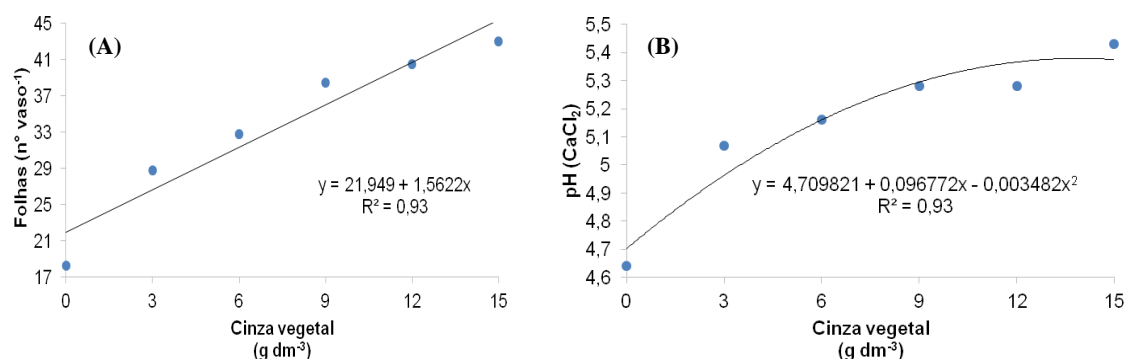 (A)
Folhas (n° vaso⁻¹)
45
41
37
33
29
25
21
17
y = 21,949 + 1,5622x
R² = 0,93
0 3 6 9 12 15
Cinza vegetal
(g dm⁻³)
(B)
pH (CaCl₂)
5,5
5,4
5,3
5,2
5,1
5
4,9
4,8
4,7
4,6
y = 4,709821 + 0,096772x - 0,003482x²
R² = 0,93
0 3 6 9 12 15
Cinza vegetal
(g dm⁻³)